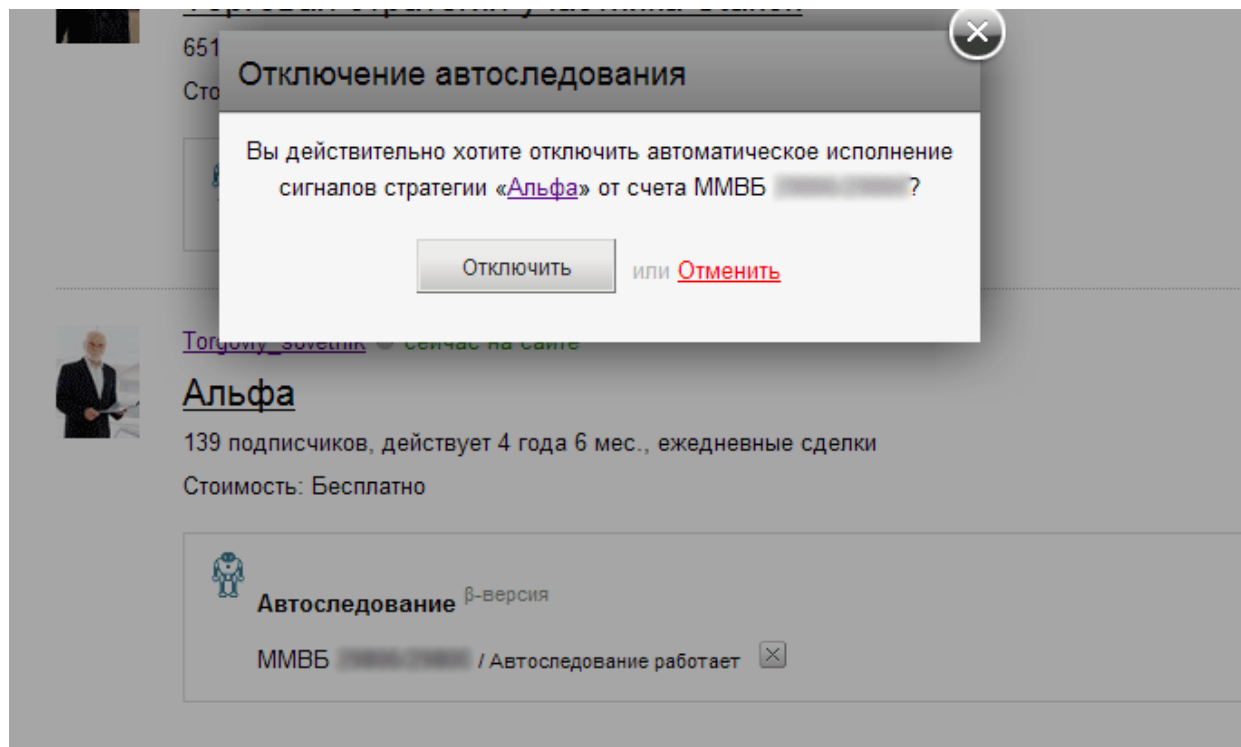 651
Сто
Отключение автоследования
Вы действительно хотите отключить автоматическое исполнение
сигналов стратегии «Альфа» от счета ММВБ ?
Отключить или Отменить
Torgoviy_sovetnik сейчас на сайте
Альфа
139 подписчиков, действует 4 года 6 мес., ежедневные сделки
Стоимость: Бесплатно
Автоследование β-версия
ММВБ / Автоследование работает